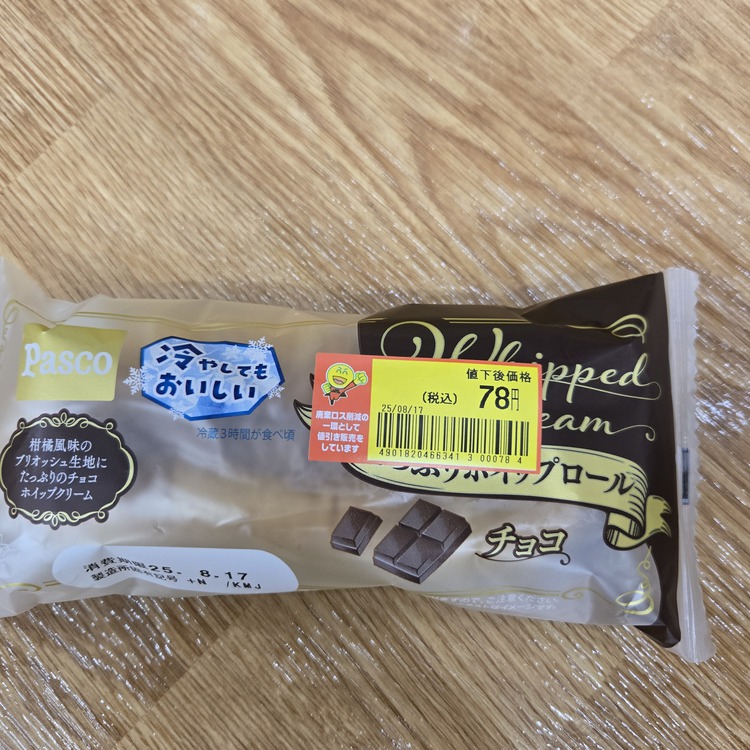 Pasco
冷やしても
おいしい
冷蔵3時間が食べ頃
柑橘風味の
ブリオッシュ生地に
たっぷりのチョコ
ホイップクリーム
Whipped
値下後価格
(税込) 78円
25/08/17
4901820466341 3 00078 4
廃棄ロス削減の
一環として
値引き販売を
しています
ホイップロール
チョコ
消費期限25. 8.17
製造所固有記号 +N /KMJ